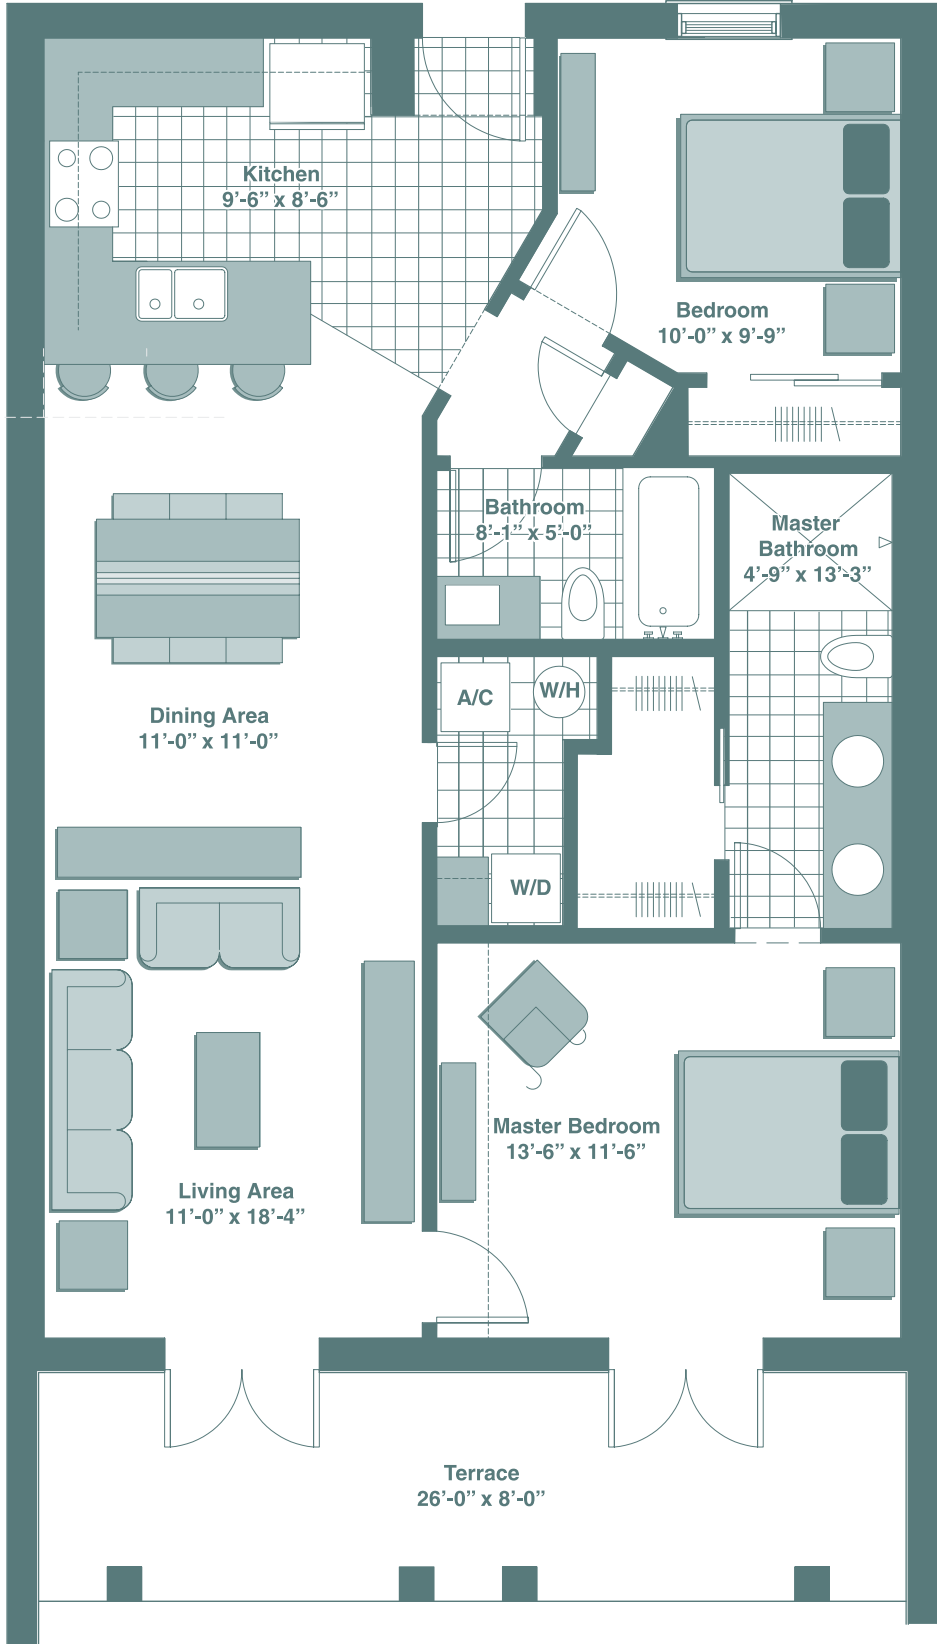 Kitchen
9’-6” x 8’-6”
Bedroom
10’-0” x 9’-9”
Bathroom
8’-1” x 5’-0”
Master
Bathroom
4’-9” x 13’-3”
A/C
W/H
Dining Area
11’-0” x 11’-0”
W/D
Master Bedroom
13’-6” x 11’-6”
Living Area
11’-0” x 18’-4”
Terrace
26’-0” x 8’-0”